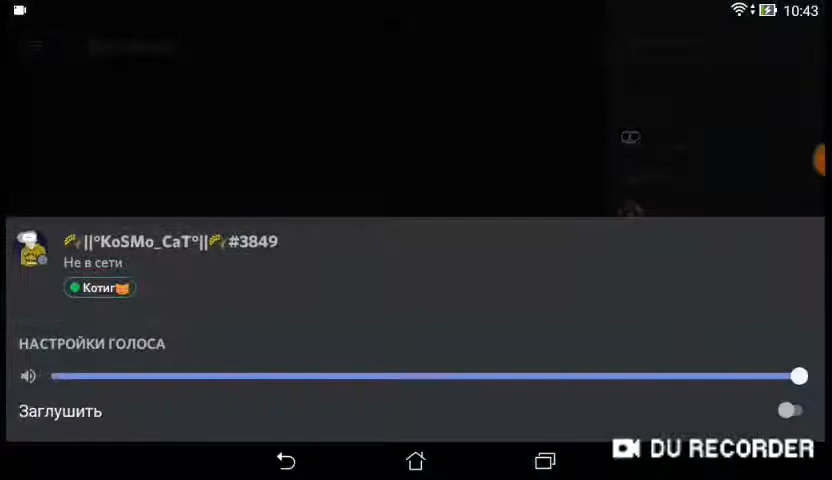 10:43
||°KoSMo_CaT°||#3849
Не в сети
Котиг
НАСТРОЙКИ ГОЛОСА
Заглушить
DU RECORDER